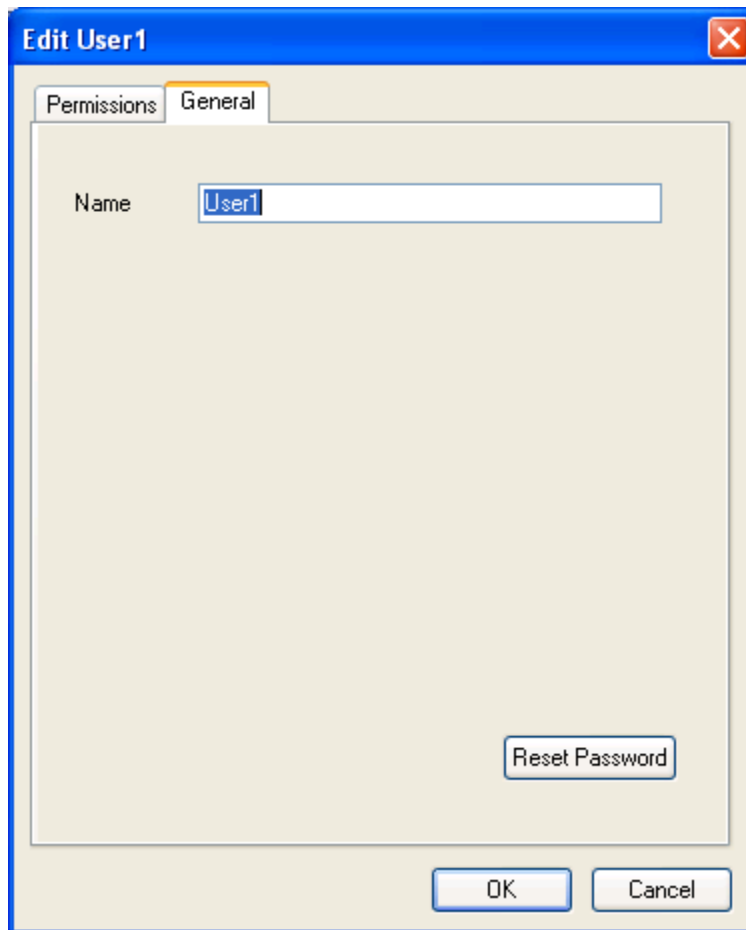 Edit User1
Permissions General
Name User1
Reset Password
OK Cancel